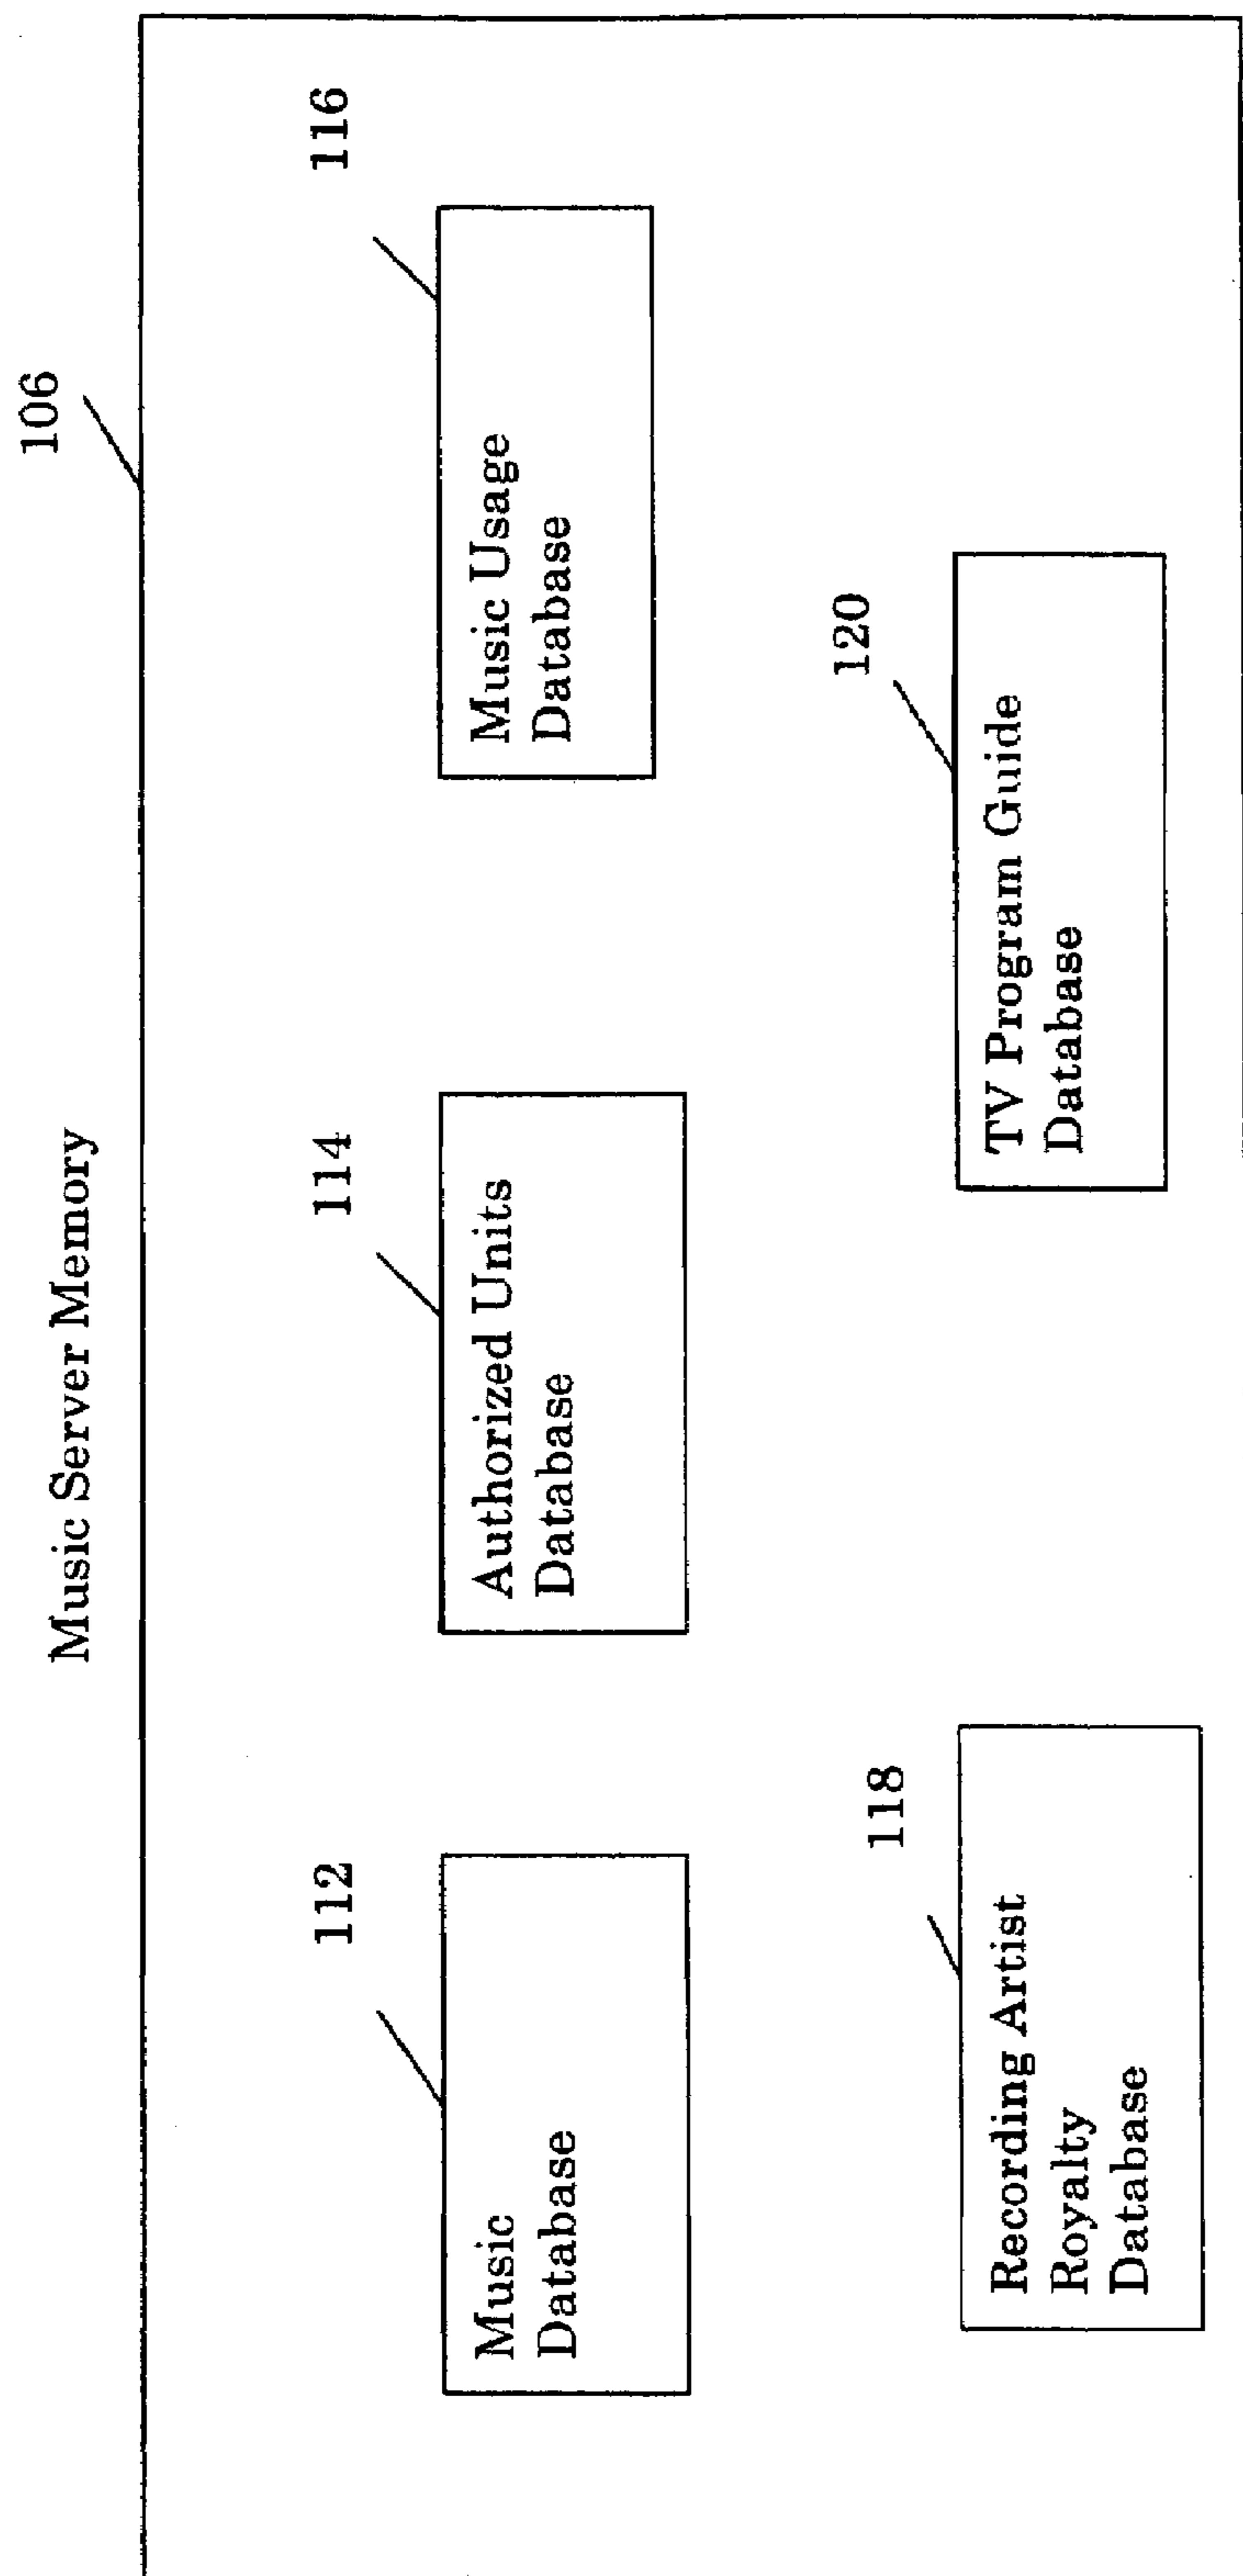 Music Server Memory
106
112
Music
Database
114
Authorized Units
Database
116
Music Usage
Database
118
Recording Artist
Royalty
Database
120
TV Program Guide
Database